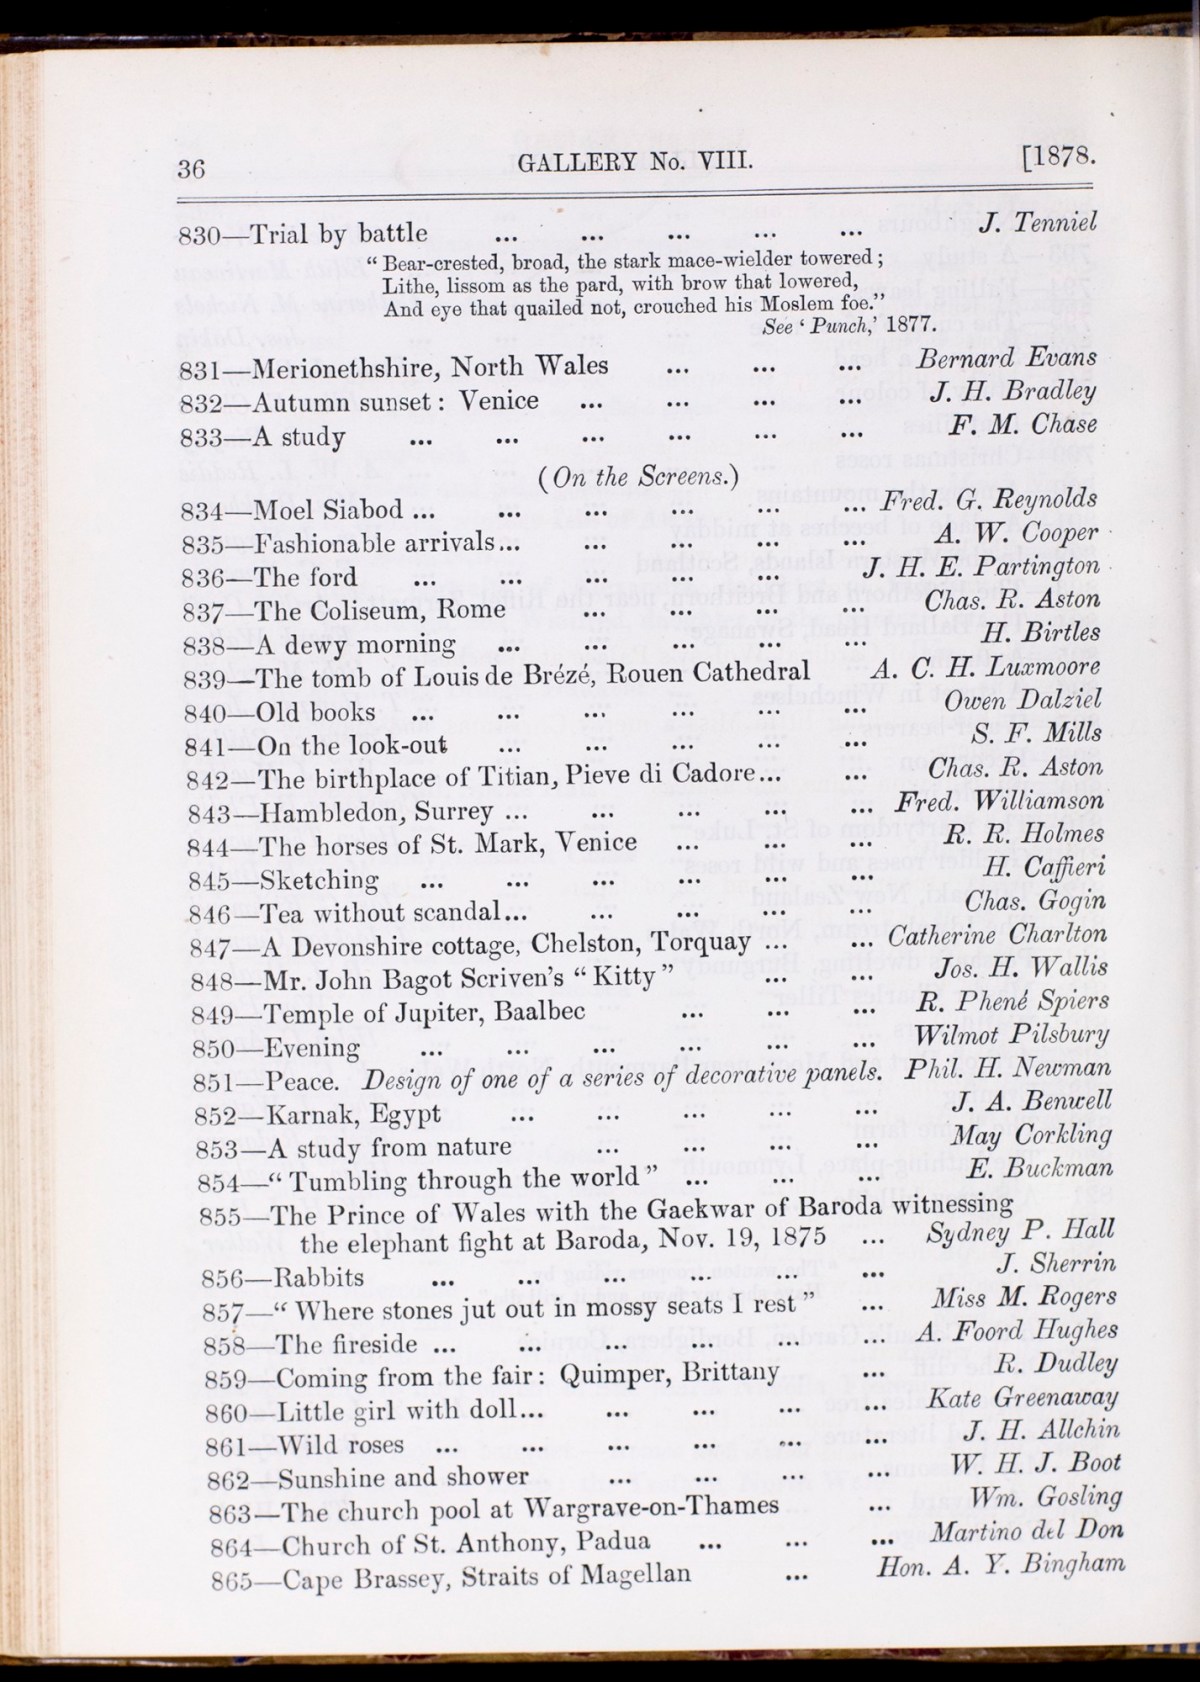 36 GALLERY No. VIII. [1878.
830—Trial by battle ... ... ... ... ... J. Tenniel
“Bear-crested, broad, the stark mace-wielder towered;
Lithe, lissom as the pard, with brow that lowered,
And eye that quailed not, crouched his Moslem foe.”
See ‘Punch,’ 1877.
831—Merionethshire, North Wales ... ... ... Bernard Evans
832—Autumn sunset: Venice ... ... ... ... J. H. Bradley
833—A study ... ... ... ... ... ... F. M. Chase
(On the Screens.)
834—Moel Siabod ... ... ... ... ... ... Fred. G. Reynolds
835—Fashionable arrivals... ... ... ... ... A. W. Cooper
836—The ford ... ... ... ... ... J. H. E. Partington
837—The Coliseum, Rome ... ... ... ... Chas. R. Aston
838—A dewy morning ... ... ... ... ... H. Birtles
839—The tomb of Louis de Brézé, Rouen Cathedral A. C. H. Luxmoore
840—Old books ... ... ... ... ... ... Owen Dalziel
841—On the look-out ... ... ... ... ... S. F. Mills
842—The birthplace of Titian, Pieve di Cadore... ... Chas. R. Aston
843—Hambledon, Surrey ... ... ... ... ... Fred. Williamson
844—The horses of St. Mark, Venice ... ... ... R. R. Holmes
845—Sketching ... ... ... ... ... ... H. Caffieri
846—Tea without scandal... ... ... ... ... Chas. Gogin
847—A Devonshire cottage, Chelston, Torquay ... ... Catherine Charlton
848—Mr. John Bagot Scriven’s “Kitty” ... ... Jos. H. Wallis
849—Temple of Jupiter, Baalbec ... ... ... R. Phené Spiers
850—Evening ... ... ... ... ... ... Wilmot Pilsbury
851—Peace. Design of one of a series of decorative panels. Phil. H. Newman
852—Karnak, Egypt ... ... ... ... ... J. A. Benwell
853—A study from nature ... ... ... ... May Corkling
854—“Tumbling through the world” ... ... ... E. Buckman
855—The Prince of Wales with the Gaekwar of Baroda witnessing
the elephant fight at Baroda, Nov. 19, 1875 ... Sydney P. Hall
856—Rabbits ... ... ... ... ... ... J. Sherrin
857—“Where stones jut out in mossy seats I rest” ... Miss M. Rogers
858—The fireside ... ... ... ... ... ... A. Foord Hughes
859—Coming from the fair: Quimper, Brittany ... R. Dudley
860—Little girl with doll... ... ... ... ... Kate Greenaway
861—Wild roses ... ... ... ... ... ... J. H. Allchin
862—Sunshine and shower ... ... ... ... W. H. J. Boot
863—The church pool at Wargrave-on-Thames ... Wm. Gosling
864—Church of St. Anthony, Padua ... ... ... Martino del Don
865—Cape Brassey, Straits of Magellan ... Hon. A. Y. Bingham